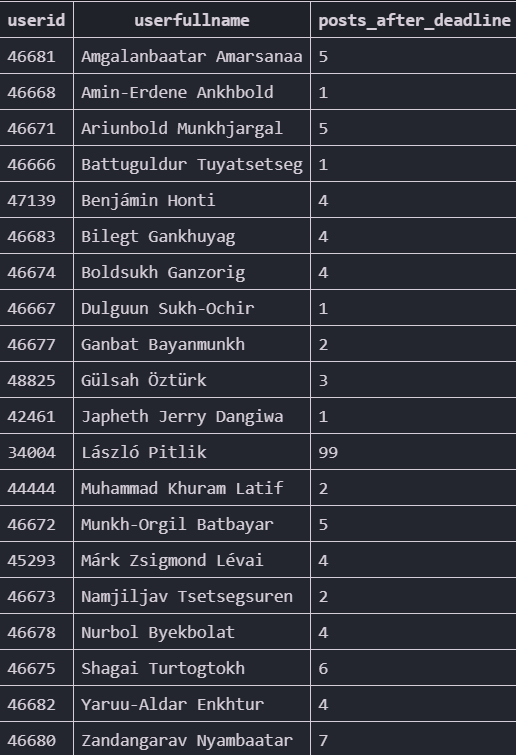 userid userfullname posts_after_deadline
46681 Amgalanbaatar Amarsanaa 5
46668 Amin-Erdene Ankhbold 1
46671 Ariunbold Munkhjargal 5
46666 Battuguldur Tuyatsetseg 1
47139 Benjámin Honti 4
46683 Bilegt Gankhuyag 4
46674 Boldsukh Ganzorig 4
46667 Dulguun Sukh-Ochir 1
46677 Ganbat Bayanmunkh 2
48825 Gülsah Öztürk 3
42461 Japheth Jerry Dangiwa 1
34004 László Pitlik 99
44444 Muhammad Khuram Latif 2
46672 Munkh-Orgil Batbayar 5
45293 Márk Zsigmond Lévai 4
46673 Namjiljav Tsetsegsuren 2
46678 Nurbol Byekbolat 4
46675 Shagai Turtogtokh 6
46682 Yaruu-Aldar Enkhtur 4
46680 Zandangarav Nyambaatar 7